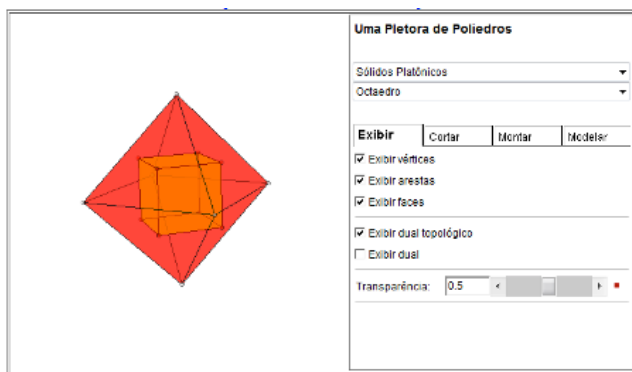 Uma Pletora de Poliedros
Sólidos Platônicos
Octaedro
Exibir
Cortar
Montar
Modelar
Exibir vértices
Exibir arestas
Exibir faces
Exibir dual topológico
Exibir dual
Transparência: 0.5